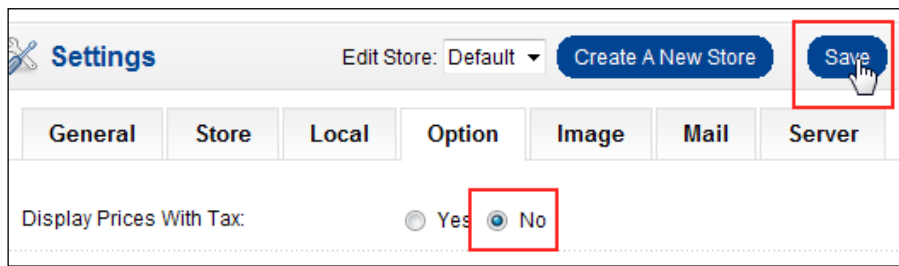 Settings Edit Store: Default Create A New Store Save
General Store Local Option Image Mail Server
Display Prices With Tax: Yes No